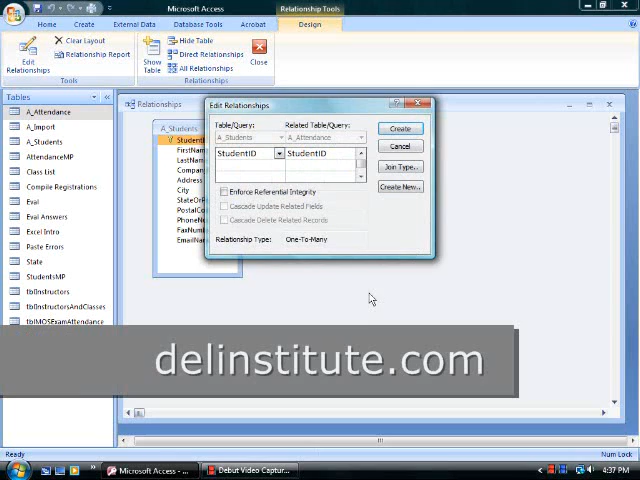 Microsoft Access
Relationship Tools
Home
Create
External Data
Database Tools
Acrobat
Design
Edit
Relationships
Clear Layout
Relationship Report
Tools
Show
Table
Hide Table
Direct Relationships
All Relationships
Relationships
Close
Tables
A_Attendance
A_Import
A_Students
AttendanceMP
Class List
Compile Registrations
Eval
Eval Answers
Excel Intro
Paste Errors
State
StudentsMP
tblInstructors
tblInstructorsAndClasses
tblMOSExamAttendance
Relationships
A_Students
Address
City
Edit Relationships
Table/Query:
Related Table/Query:
A_Students
A_Attendance
StudentID
StudentID
Enforce Referential Integrity
Cascade Update Related Fields
Cascade Delete Related Records
Relationship Type:
One-To-Many
Create
Cancel
Join Type..
Create New..
delinstitute.com
Ready
Num Lock
Microsoft Access - ...
Debut Video Captur...
4:37 PM